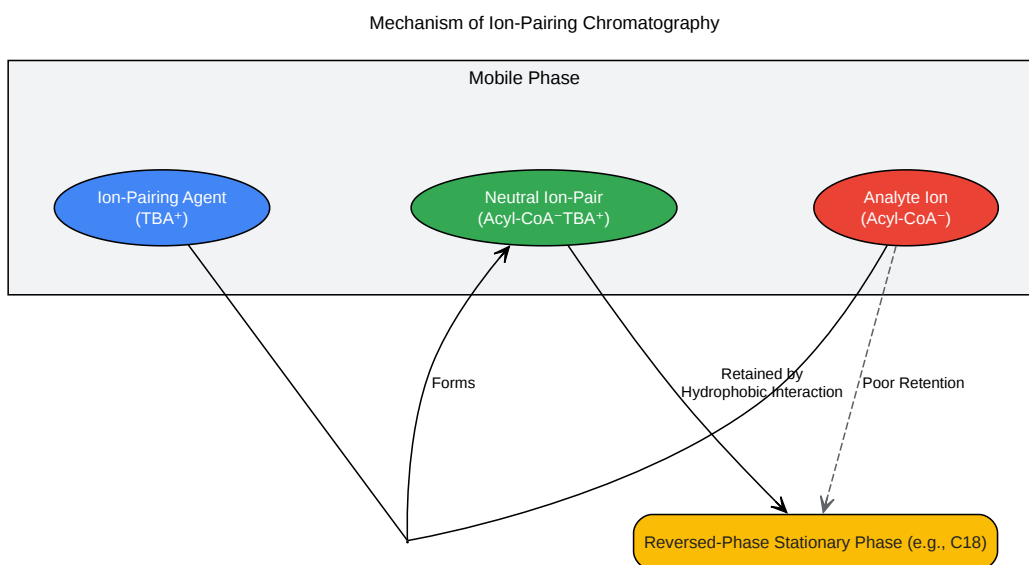 Mechanism of Ion-Pairing Chromatography
Mobile Phase
Ion-Pairing Agent
(TBA⁺)
Neutral Ion-Pair
(Acyl-CoA⁻TBA⁺)
Analyte Ion
(Acyl-CoA⁻)
Forms
Retained by
Hydrophobic Interaction
Poor Retention
Reversed-Phase Stationary Phase (e.g., C18)